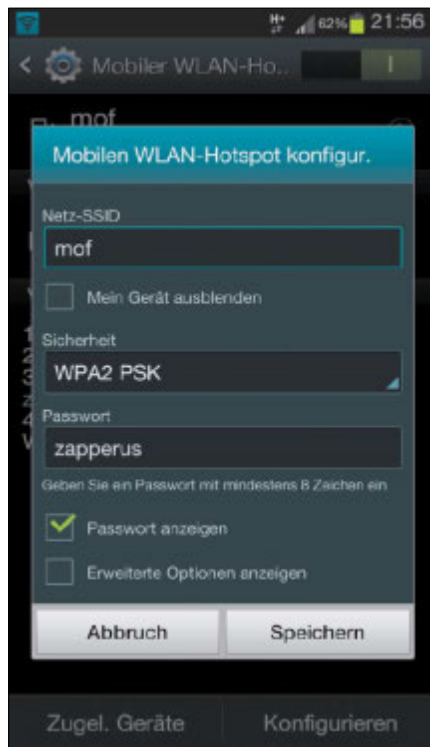 H+ 62% 21:56
Mobiler WLAN-Ho..
mof
Mobilen WLAN-Hotspot konfigur.
Netz-SSID
mof
Mein Gerät ausblenden
Sicherheit
WPA2 PSK
Passwort
zapperus
Geben Sie ein Passwort mit mindestens 8 Zeichen ein
Passwort anzeigen
Erweiterte Optionen anzeigen
Abbruch Speichern
Zugel. Geräte Konfigurieren